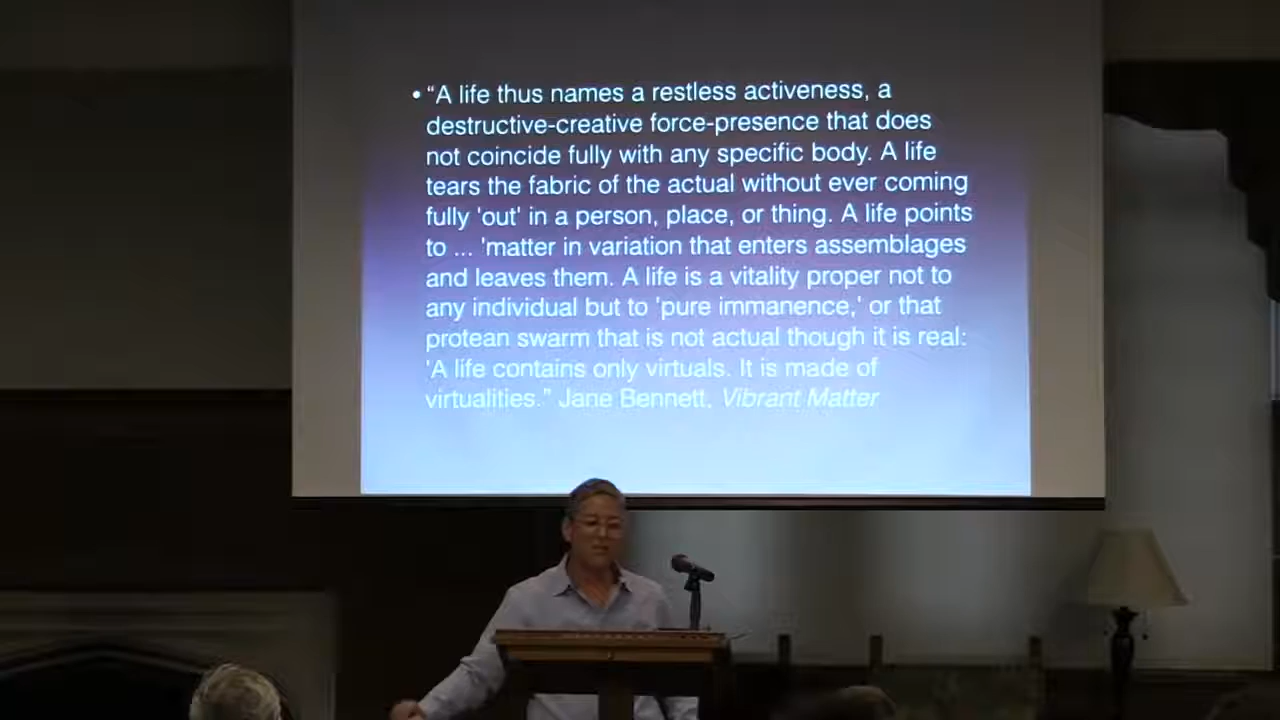 • “A life thus names a restless activeness, a
destructive-creative force-presence that does
not coincide fully with any specific body. A life
tears the fabric of the actual without ever coming
fully 'out' in a person, place, or thing. A life points
to ... 'matter in variation that enters assemblages
and leaves them. A life is a vitality proper not to
any individual but to 'pure immanence,' or that
protean swarm that is not actual though it is real:
'A life contains only virtuals. It is made of
virtualities.” Jane Bennett, Vibrant Matter